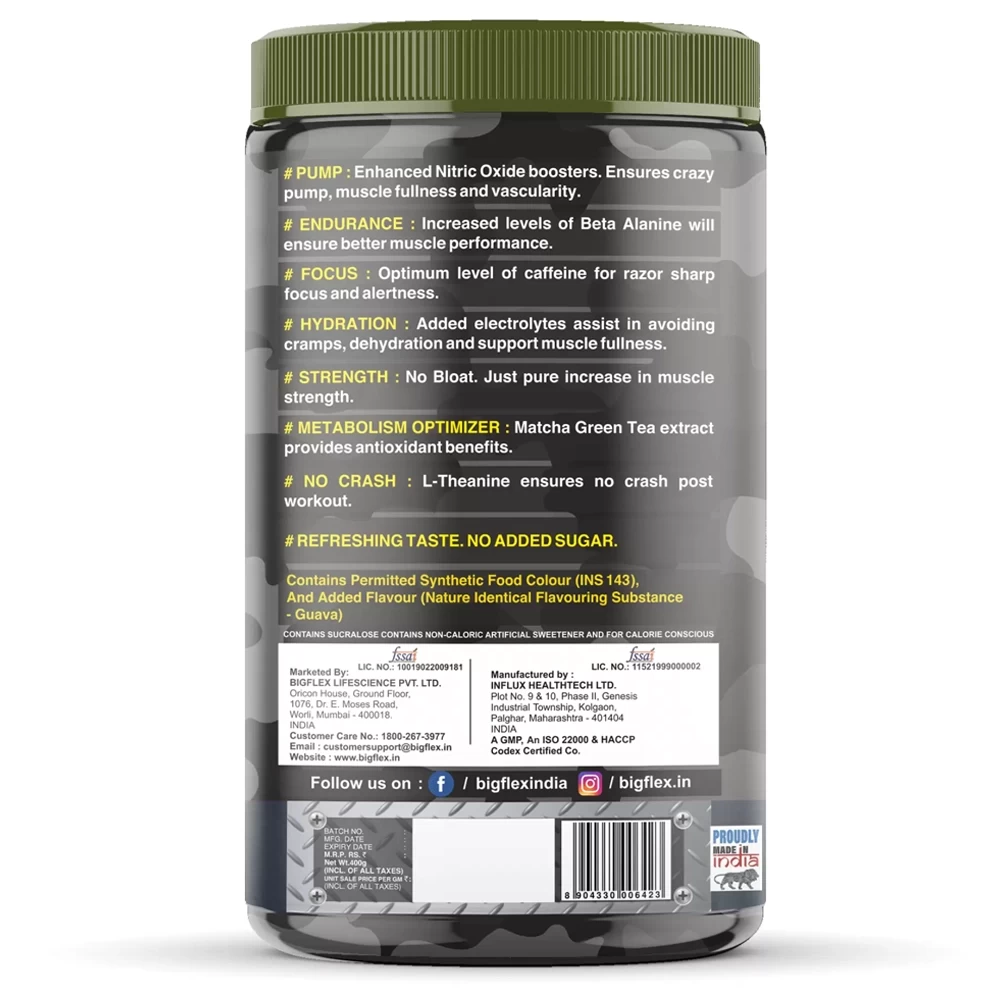 # PUMP : Enhanced Nitric Oxide boosters. Ensures crazy
pump, muscle fullness and vascularity.
# ENDURANCE : Increased levels of Beta Alanine will
ensure better muscle performance.
# FOCUS : Optimum level of caffeine for razor sharp
focus and alertness.
# HYDRATION : Added electrolytes assist in avoiding
cramps, dehydration and support muscle fullness.
# STRENGTH : No Bloat. Just pure increase in muscle
strength.
# METABOLISM OPTIMIZER : Matcha Green Tea extract
provides antioxidant benefits.
# NO CRASH : L-Theanine ensures no crash post
workout.
# REFRESHING TASTE. NO ADDED SUGAR.
Contains Permitted Synthetic Food Colour (INS 143),
And Added Flavour (Nature Identical Flavouring Substance
- Guava)
CONTAINS SUCRALOSE CONTAINS NON-CALORIC ARTIFICIAL SWEETENER AND FOR CALORIE CONSCIOUS
fssai
LIC. NO.: 10019022009181
Marketed By:
BIGFLEX LIFESCIENCE PVT. LTD.
Oricon House, Ground Floor,
1076, Dr. E. Moses Road,
Worli, Mumbai - 400018.
INDIA
Customer Care No.: 1800-267-3977
Email : customersupport@bigflex.in
Website : www.bigflex.in
fssai
LIC. NO.: 11521999000002
Manufactured by :
INFLUX HEALTHTECH LTD.
Plot No. 9 & 10, Phase II, Genesis
Industrial Township, Kolgaon,
Palghar, Maharashtra - 401404
INDIA
A GMP, An ISO 22000 & HACCP
Codex Certified Co.
Follow us on : f / bigflexindia / bigflex.in
BATCH NO.
MFG. DATE
EXPIRY DATE
M.R.P. RS. ₹
Net Wt.400g
(INCL. OF ALL TAXES)
UNIT SALE PRICE PER GM ₹ :
(INCL. OF ALL TAXES)
8 904330 006423
PROUDLY
MADE IN
india